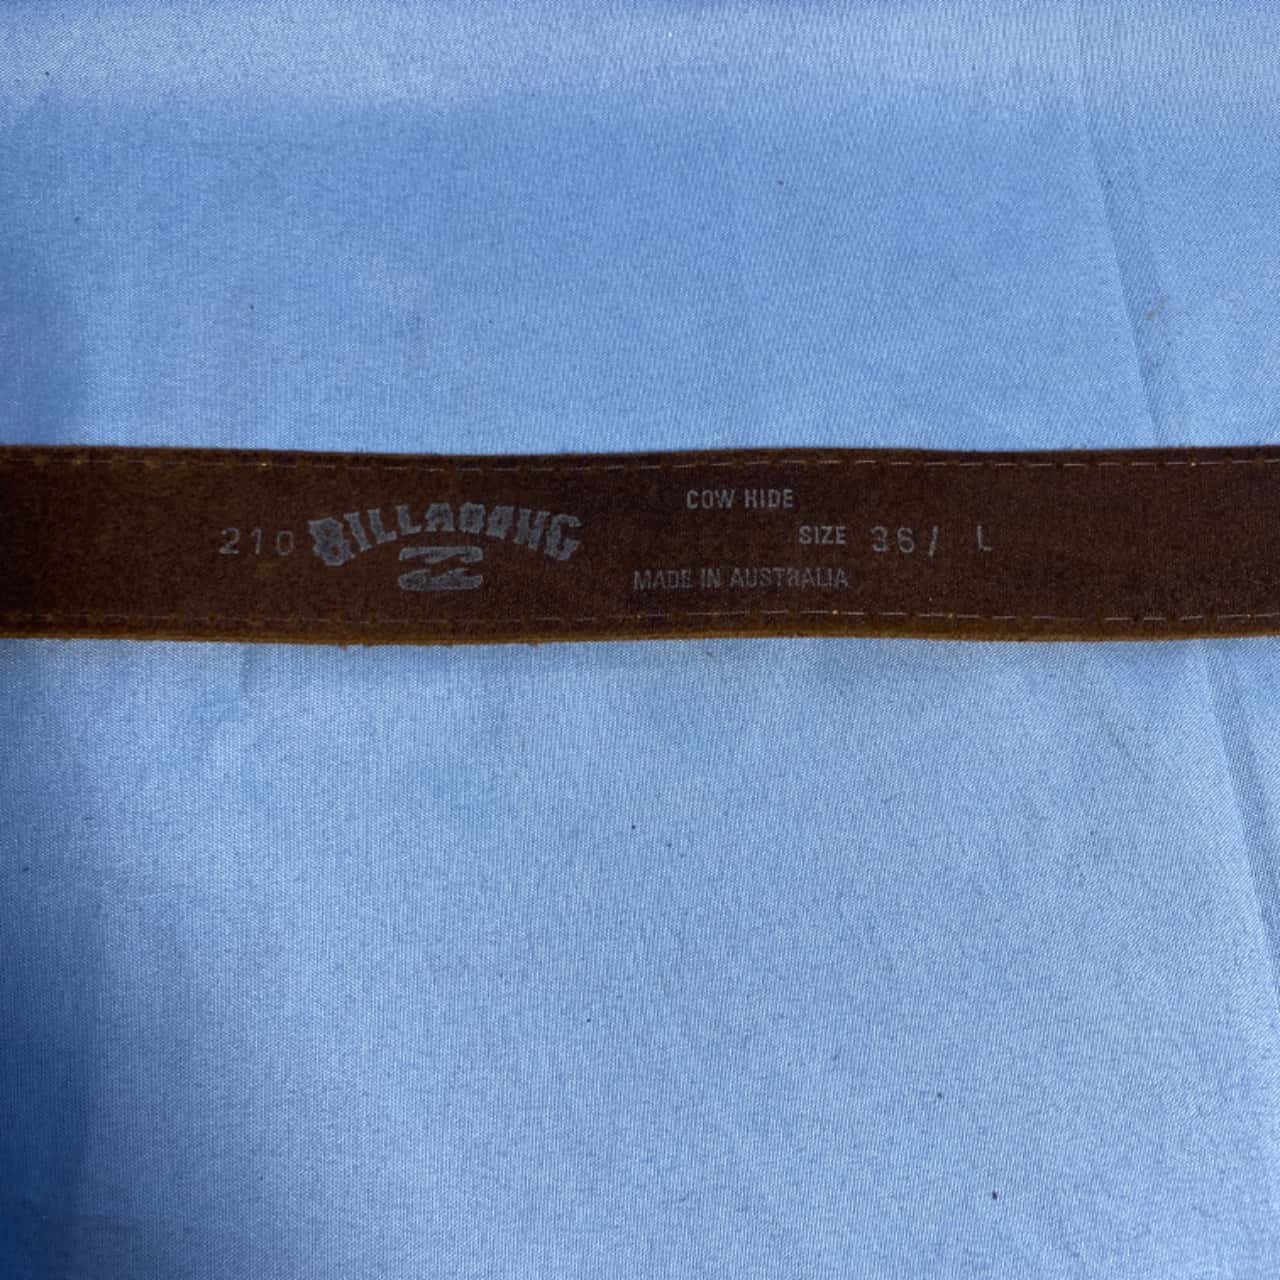 210 BILLABONG
COW HIDE
SIZE 36/ L
MADE IN AUSTRALIA